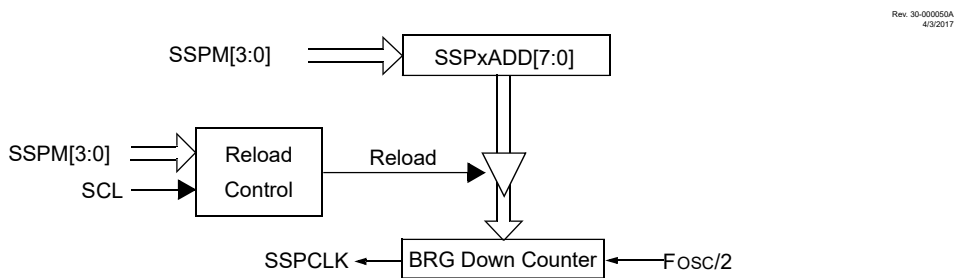 Rev. 30-000050A
4/3/2017
SSPM[3:0]
SSPxADD[7:0]
SSPM[3:0]
SCL
Reload
Control
Reload
SSPCLK
BRG Down Counter
FOSC/2